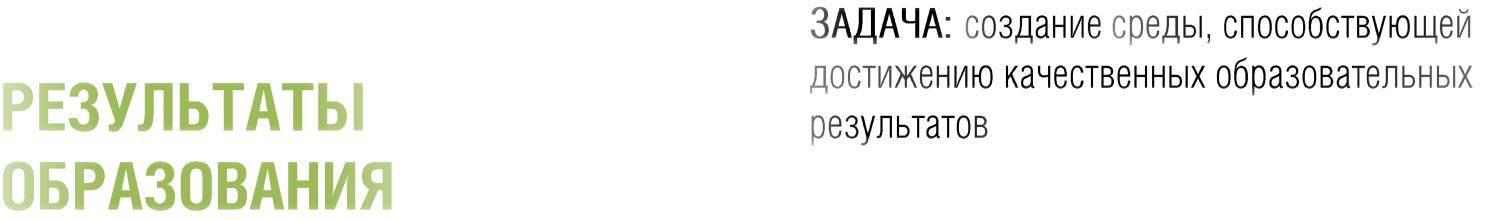 РЕЗУЛЬТАТЫ
ОБРАЗОВАНИЯ
ЗАДАЧА: создание среды, способствующей
достижению качественных образовательных
результатов